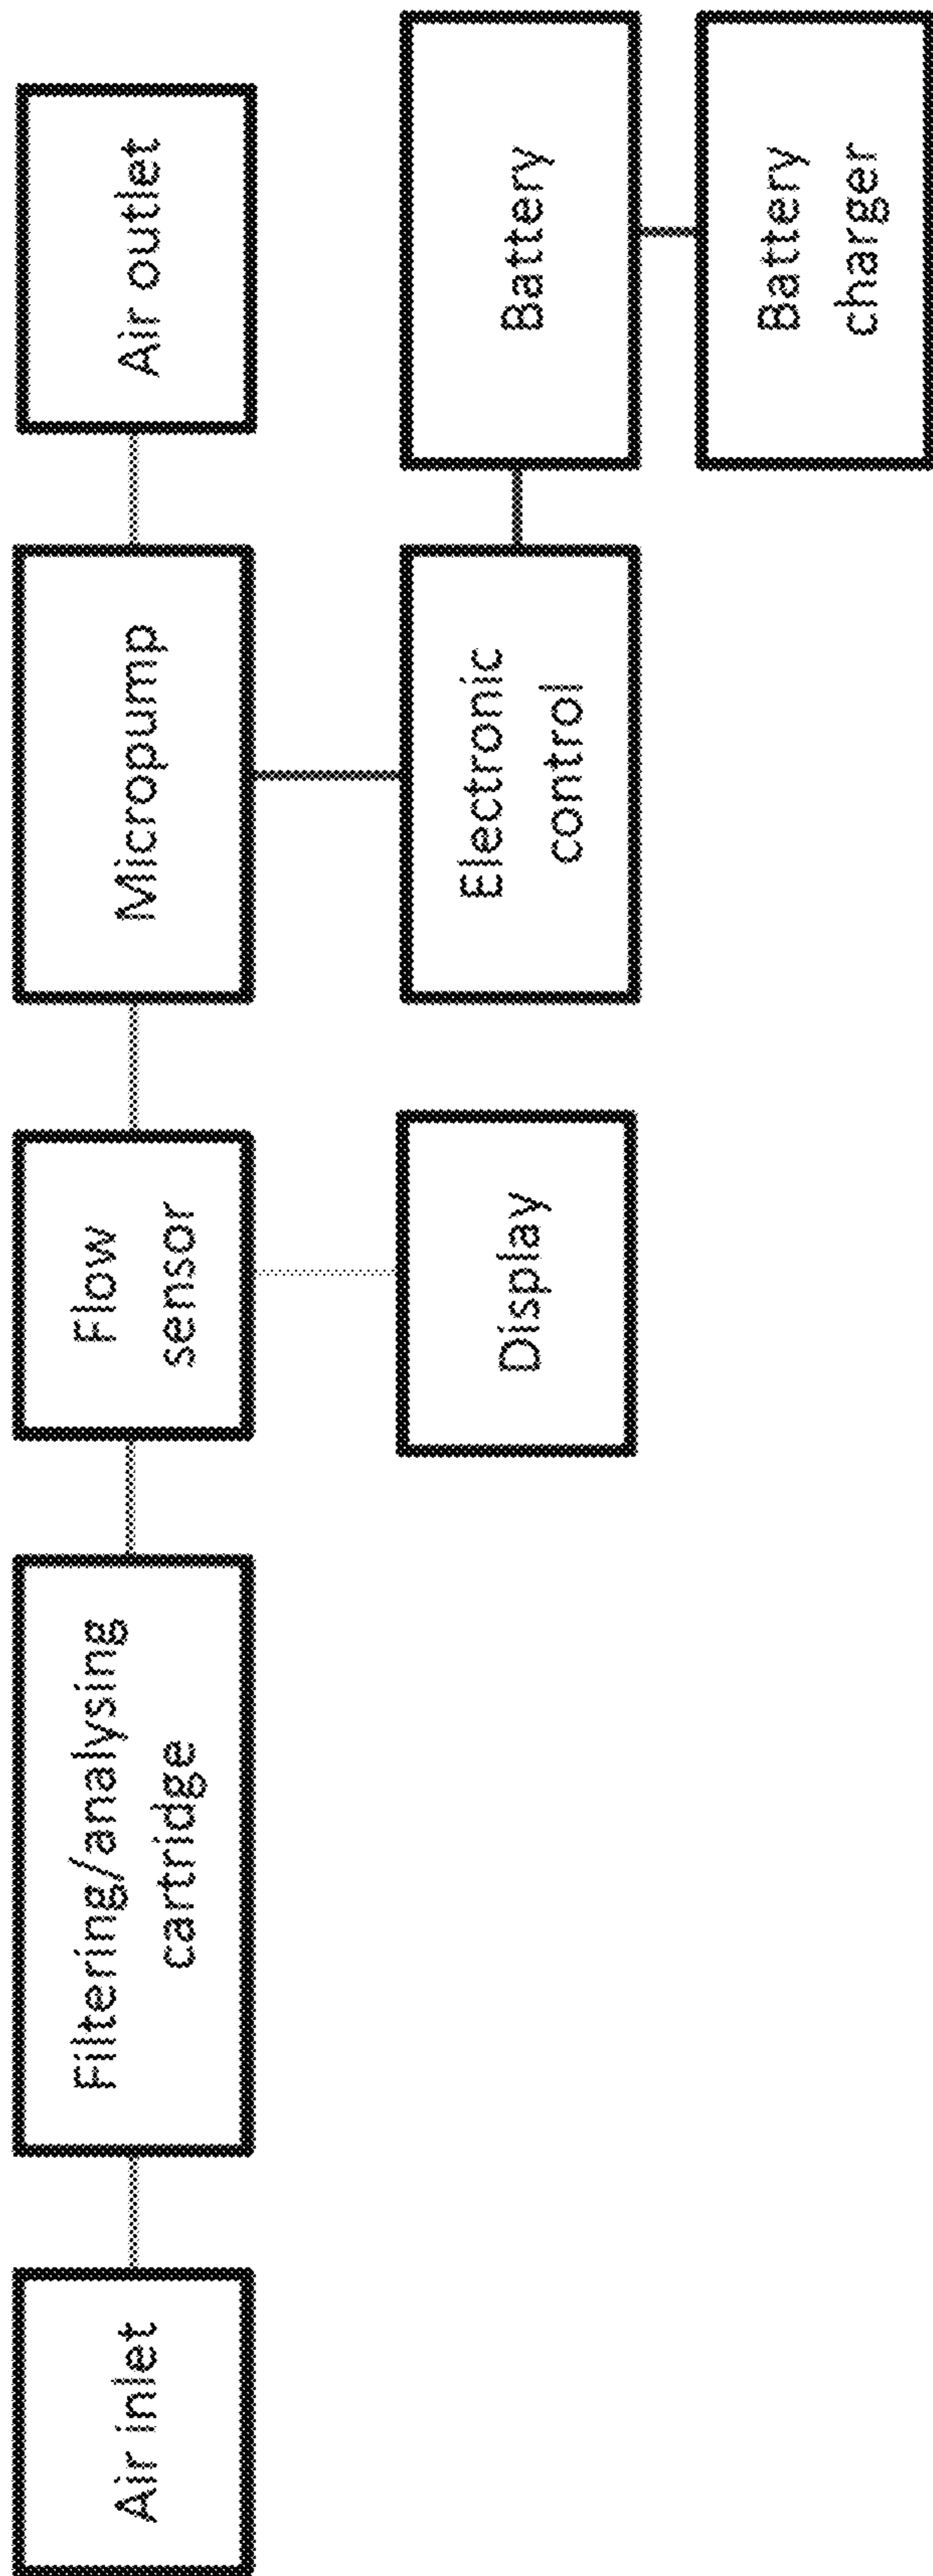 Air inlet
Filtering/analysing
cartridge
Flow
sensor
Micropump
Air outlet
Display
Electronic
control
Battery
Battery
charger